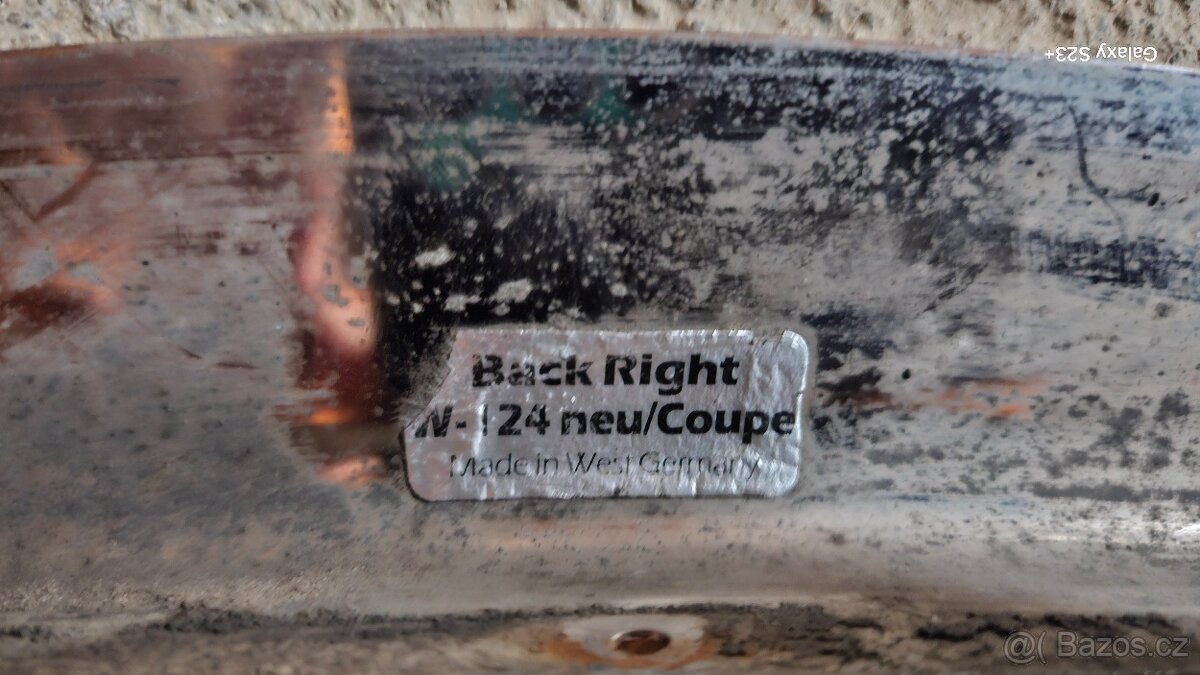 Galaxy S23+
Back Right
W-124 neu/Coupe
Made in West Germany
@( Bazos.cz